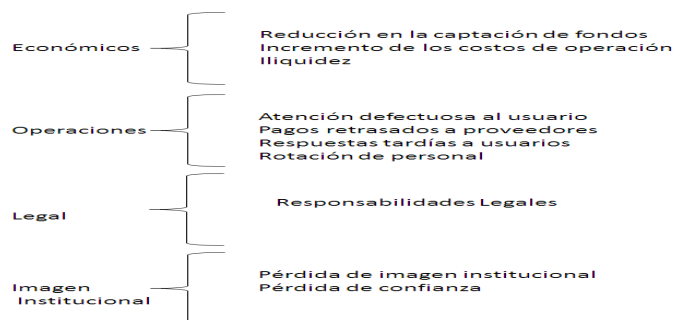 Económicos
Reducción en la captación de fondos
Incremento de los costos de operación
Iliquidez
Operaciones
Atención defectuosa al usuario
Pagos retrasados a proveedores
Respuestas tardías a usuarios
Rotación de personal
Legal
Responsabilidades Legales
Imagen
Institucional
Pérdida de imagen institucional
Pérdida de confianza